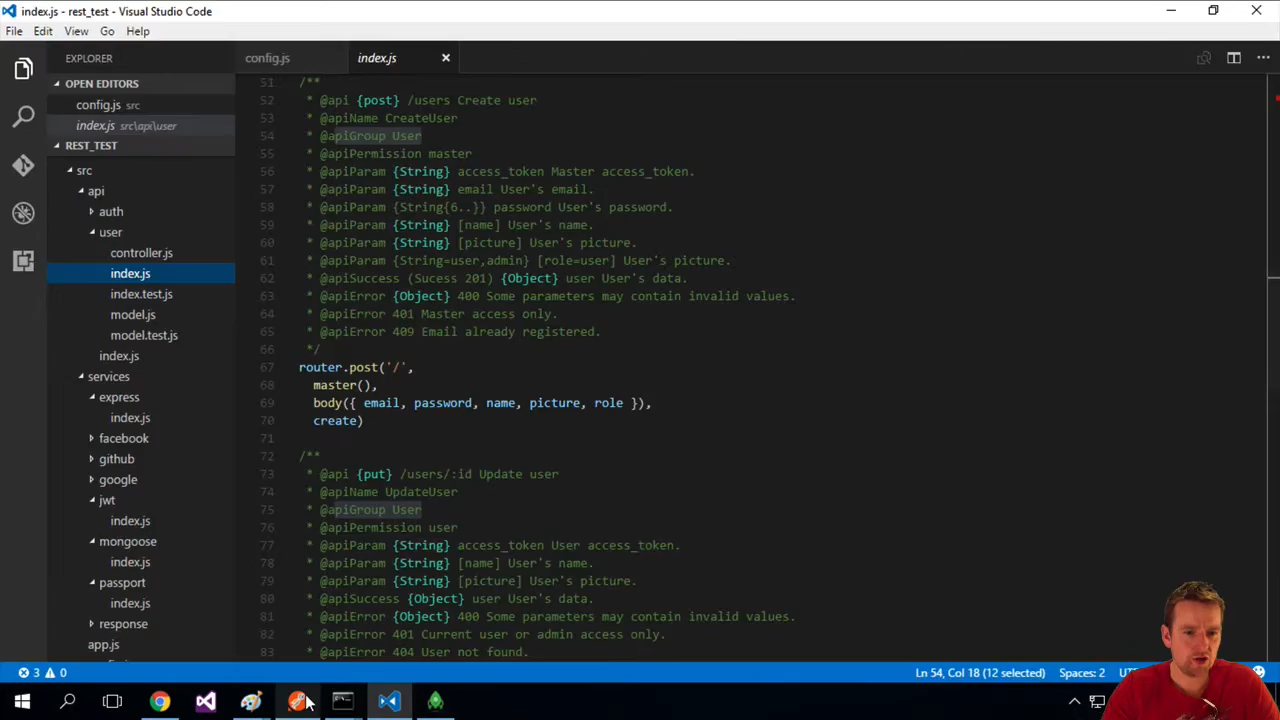 index.js - rest_test - Visual Studio Code
File Edit View Go Help
EXPLORER
OPEN EDITORS
config.js src
index.js src\api\user
REST_TEST
src
api
auth
user
controller.js
index.js
index.test.js
model.js
model.test.js
index.js
services
express
index.js
facebook
github
google
jwt
index.js
mongoose
index.js
passport
index.js
response
app.js
config.js
index.js
51 /**
52 * @api {post} /users Create user
53 * @apiName CreateUser
54 * @apiGroup User
55 * @apiPermission master
56 * @apiParam {String} access_token Master access_token.
57 * @apiParam {String} email User's email.
58 * @apiParam {String{6..}} password User's password.
59 * @apiParam {String} [name] User's name.
60 * @apiParam {String} [picture] User's picture.
61 * @apiParam {String=user,admin} [role=user] User's picture.
62 * @apiSuccess (Sucess 201) {Object} user User's data.
63 * @apiError {Object} 400 Some parameters may contain invalid values.
64 * @apiError 401 Master access only.
65 * @apiError 409 Email already registered.
66 */
67 router.post('/',
68 master(),
69 body({ email, password, name, picture, role }),
70 create)
71
72 /**
73 * @api {put} /users/:id Update user
74 * @apiName UpdateUser
75 * @apiGroup User
76 * @apiPermission user
77 * @apiParam {String} access_token User access_token.
78 * @apiParam {String} [name] User's name.
79 * @apiParam {String} [picture] User's picture.
80 * @apiSuccess {Object} user User's data.
81 * @apiError {Object} 400 Some parameters may contain invalid values.
82 * @apiError 401 Current user or admin access only.
83 * @apiError 404 User not found.
3 0
Ln 54, Col 18 (12 selected) Spaces: 2